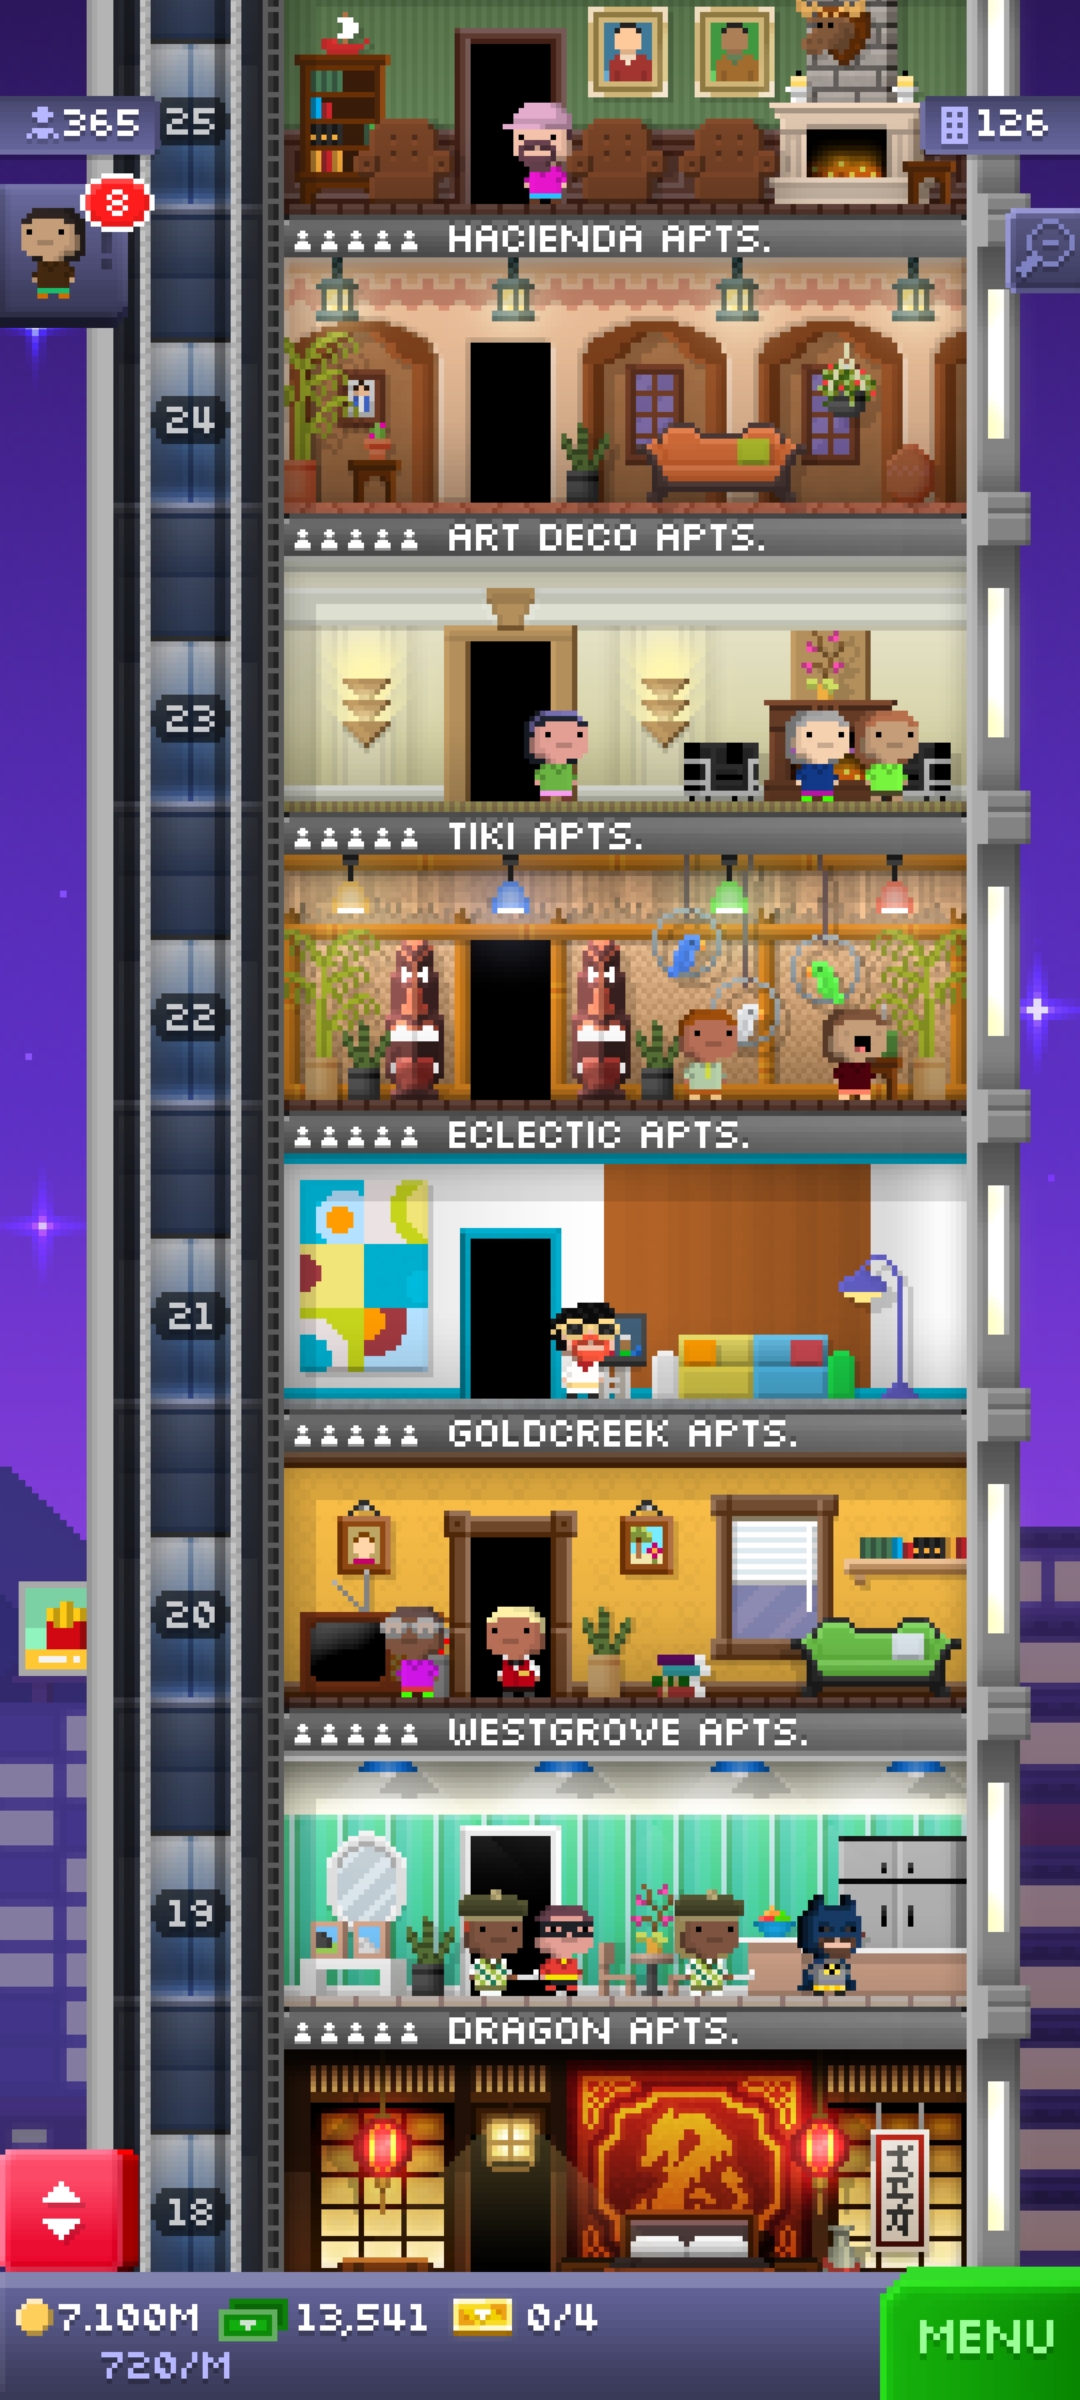 365
25
126
8
HACIENDA APTS.
24
ART DECO APTS.
23
TIKI APTS.
22
ECLECTIC APTS.
21
GOLDCREEK APTS.
20
WESTGROVE APTS.
19
DRAGON APTS.
18
7.100M 13,541 0/4
720/M
MENU